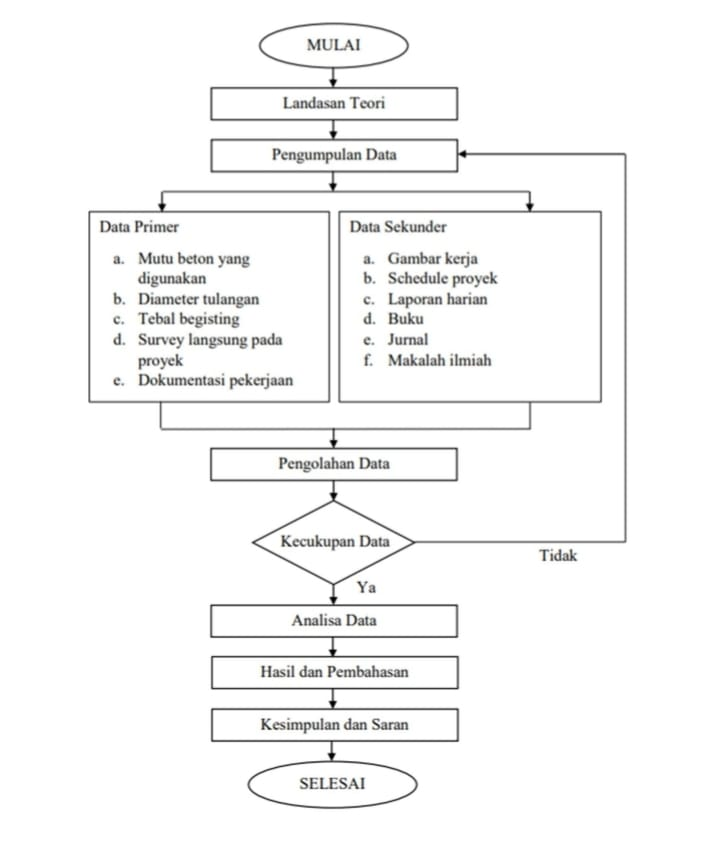 MULAI
Landasan Teori
Pengumpulan Data
Data Primer
a. Mutu beton yang
digunakan
b. Diameter tulangan
c. Tebal begisting
d. Survey langsung pada
proyek
e. Dokumentasi pekerjaan
Data Sekunder
a. Gambar kerja
b. Schedule proyek
c. Laporan harian
d. Buku
e. Jurnal
f. Makalah ilmiah
Pengolahan Data
Kecukupan Data
Tidak
Ya
Analisa Data
Hasil dan Pembahasan
Kesimpulan dan Saran
SELESAI